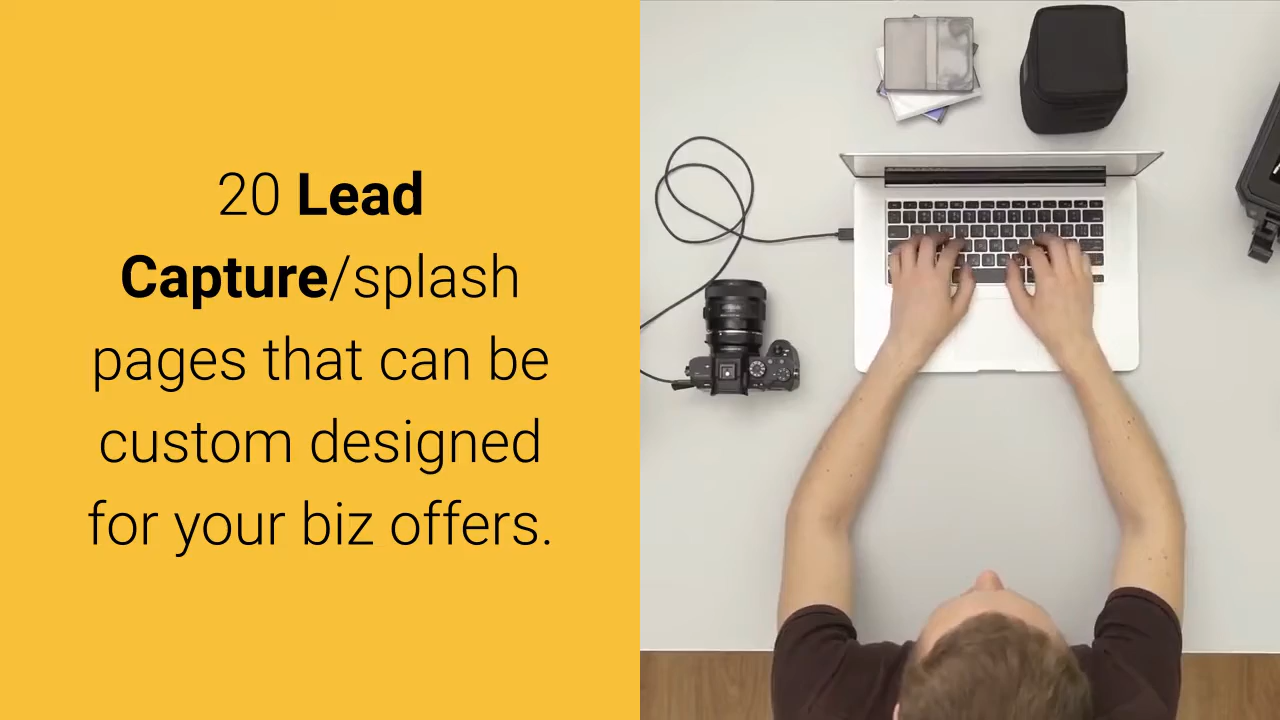 20 Lead
Capture/splash
pages that can be
custom designed
for your biz offers.